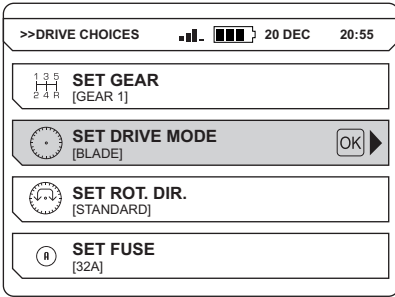 >>DRIVE CHOICES 20 DEC 20:55
1 3 5
2 4 R
SET GEAR
[GEAR 1]
SET DRIVE MODE
[BLADE]
OK
SET ROT. DIR.
[STANDARD]
A
SET FUSE
[32A]